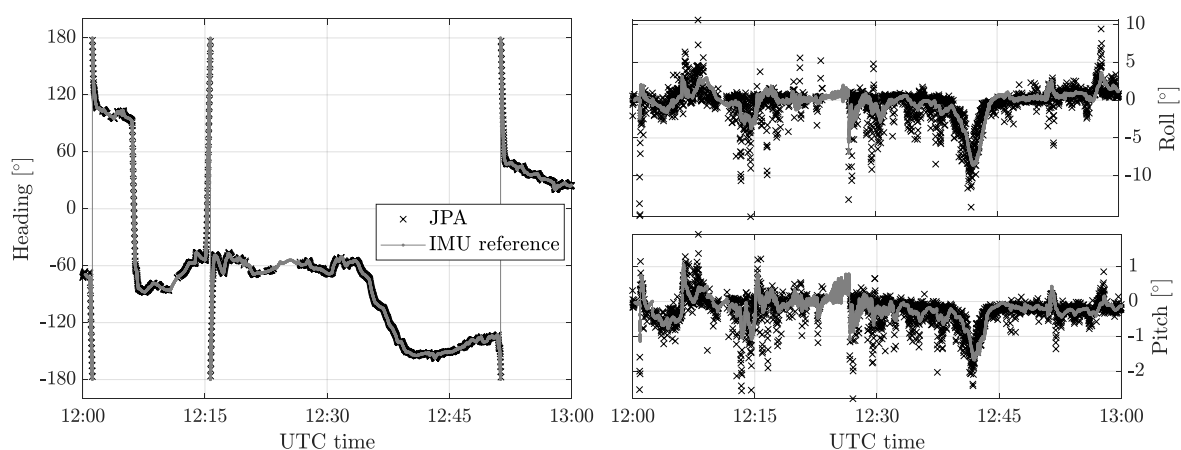 180
120
60
0
-60
-120
-180
Heading [°]
12:00 12:15 12:30 12:45 13:00
UTC time
JPA
IMU reference
10
5
0
-5
-10
Roll [°]
1
0
-1
-2
Pitch [°]
12:00 12:15 12:30 12:45 13:00
UTC time